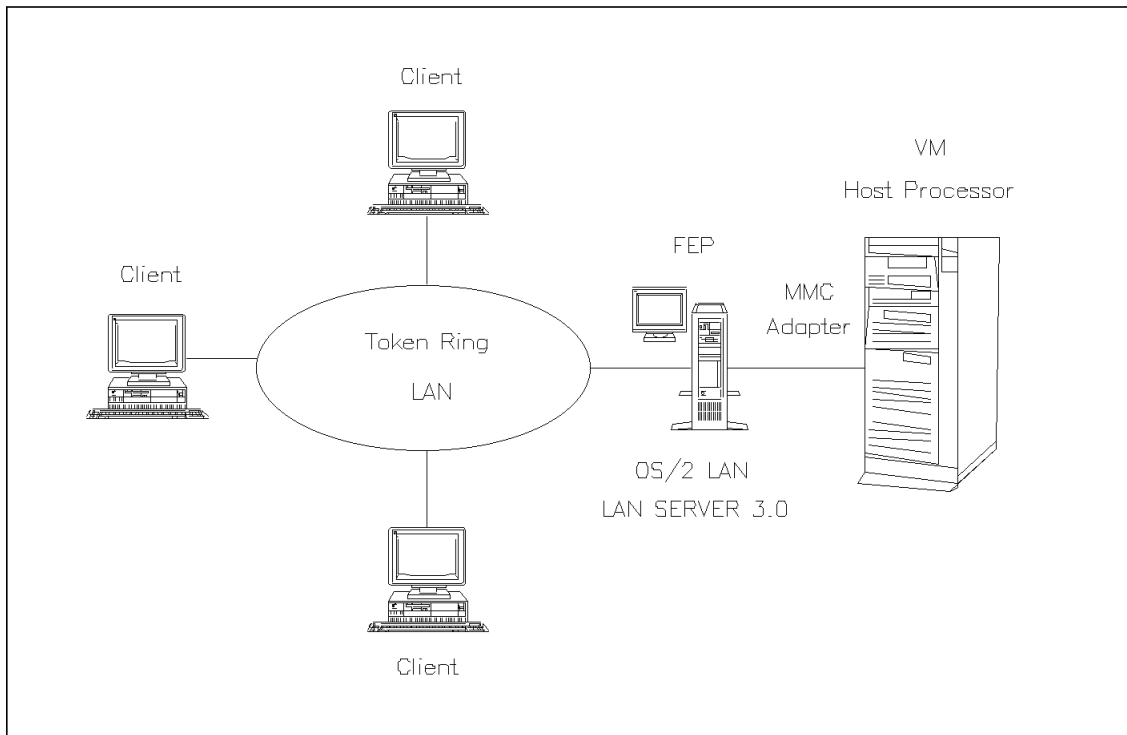 Client
VM
Host Processor
FEP
Client
MMC
Adapter
Token Ring
LAN
OS/2 LAN
LAN SERVER 3.0
Client